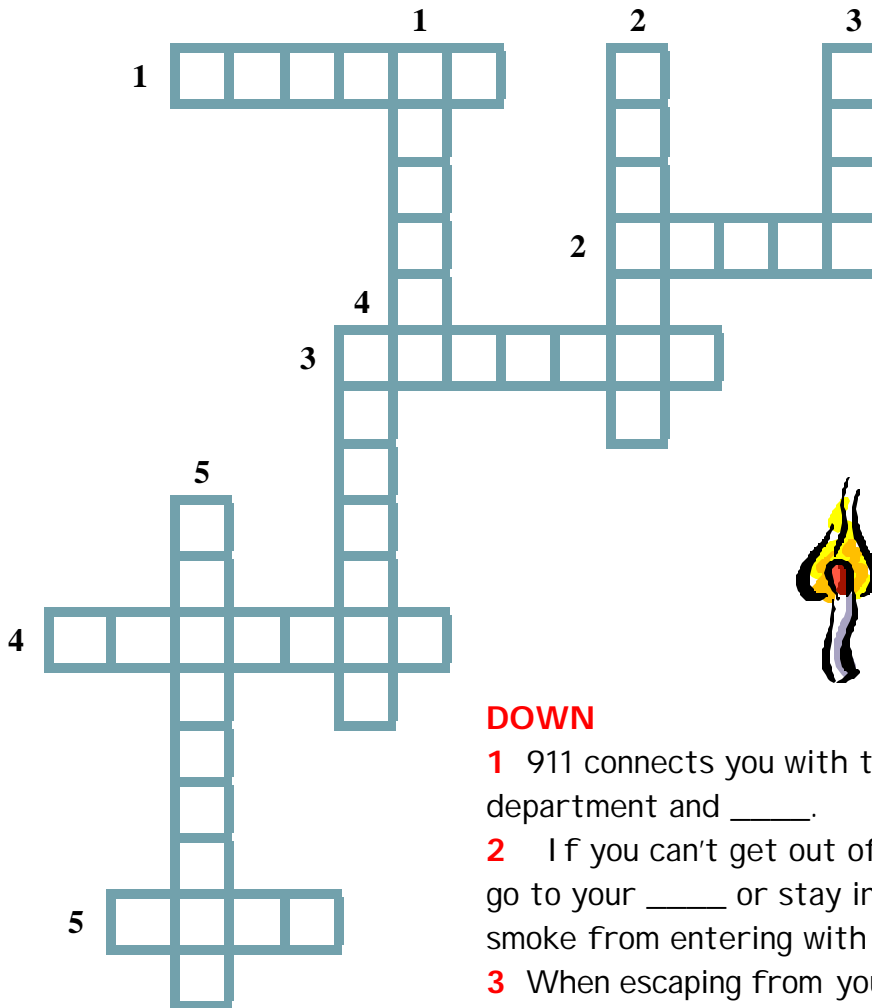 1 2 3
1
2
4
3
5
4
DOWN
1 911 connects you with t
department and ____.
2 If you can't get out of
go to your ____ or stay in
5
smoke from entering with
3 When escaping from you